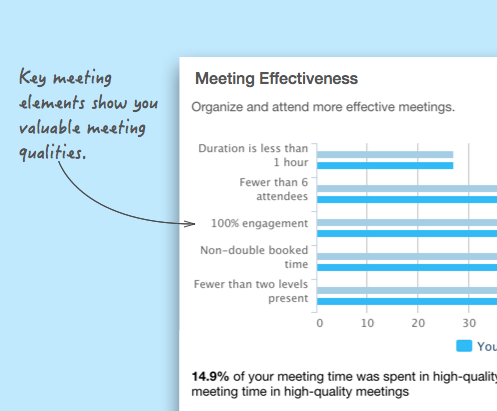 Key meeting
elements show you
valuable meeting
qualities.
Meeting Effectiveness
Organize and attend more effective meetings.
Duration is less than
1 hour
Fewer than 6
attendees
100% engagement
Non-double booked
time
Fewer than two levels
present
0 10 20 30
You
14.9% of your meeting time was spent in high-quality
meeting time in high-quality meetings